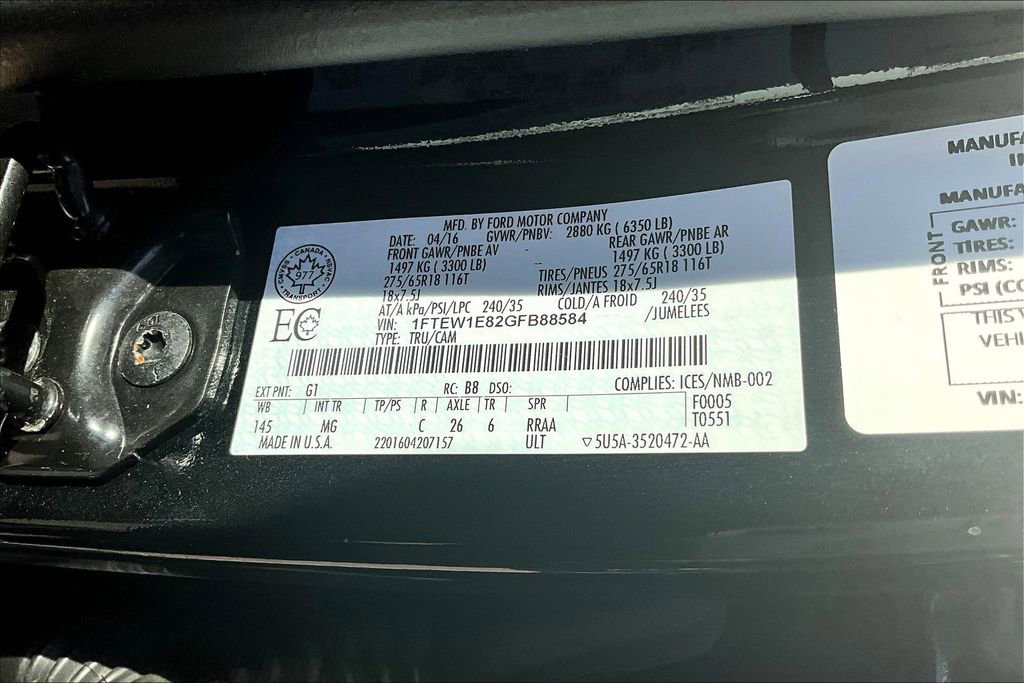 MFD. BY FORD MOTOR COMPANY
DATE: 04/16 GVWR/PNBV: 2880 KG ( 6350 LB)
FRONT GAWR/PNBE AV REAR GAWR/PNBE AR
1497 KG ( 3300 LB) 1497 KG ( 3300 LB)
275/65R18 116T TIRES/PNEUS 275/65R18 116T
18x7.5J RIMS/JANTES 18x7.5J
AT/A kPa/PSI/LPC 240/35 COLD/A FROID 240/35
VIN: 1FTEW1E82GFB88584 /JUMELEES
TYPE: TRU/CAM
CANADA
977
TRANSPORT
EC
EXT PNT: G1 RC: B8 DSO: COMPLIES: ICES/NMB-002
WB INT TR TP/PS R AXLE TR SPR F0005
145 MG C 26 6 RRAA T0551
MADE IN U.S.A. 2201604207157 ULT ▽5U5A-3520472-AA
MANUFA
MANUFA
FRONT
GAWR:
TIRES:
RIMS:
PSI (CO
THIS V
VEHI
VIN: